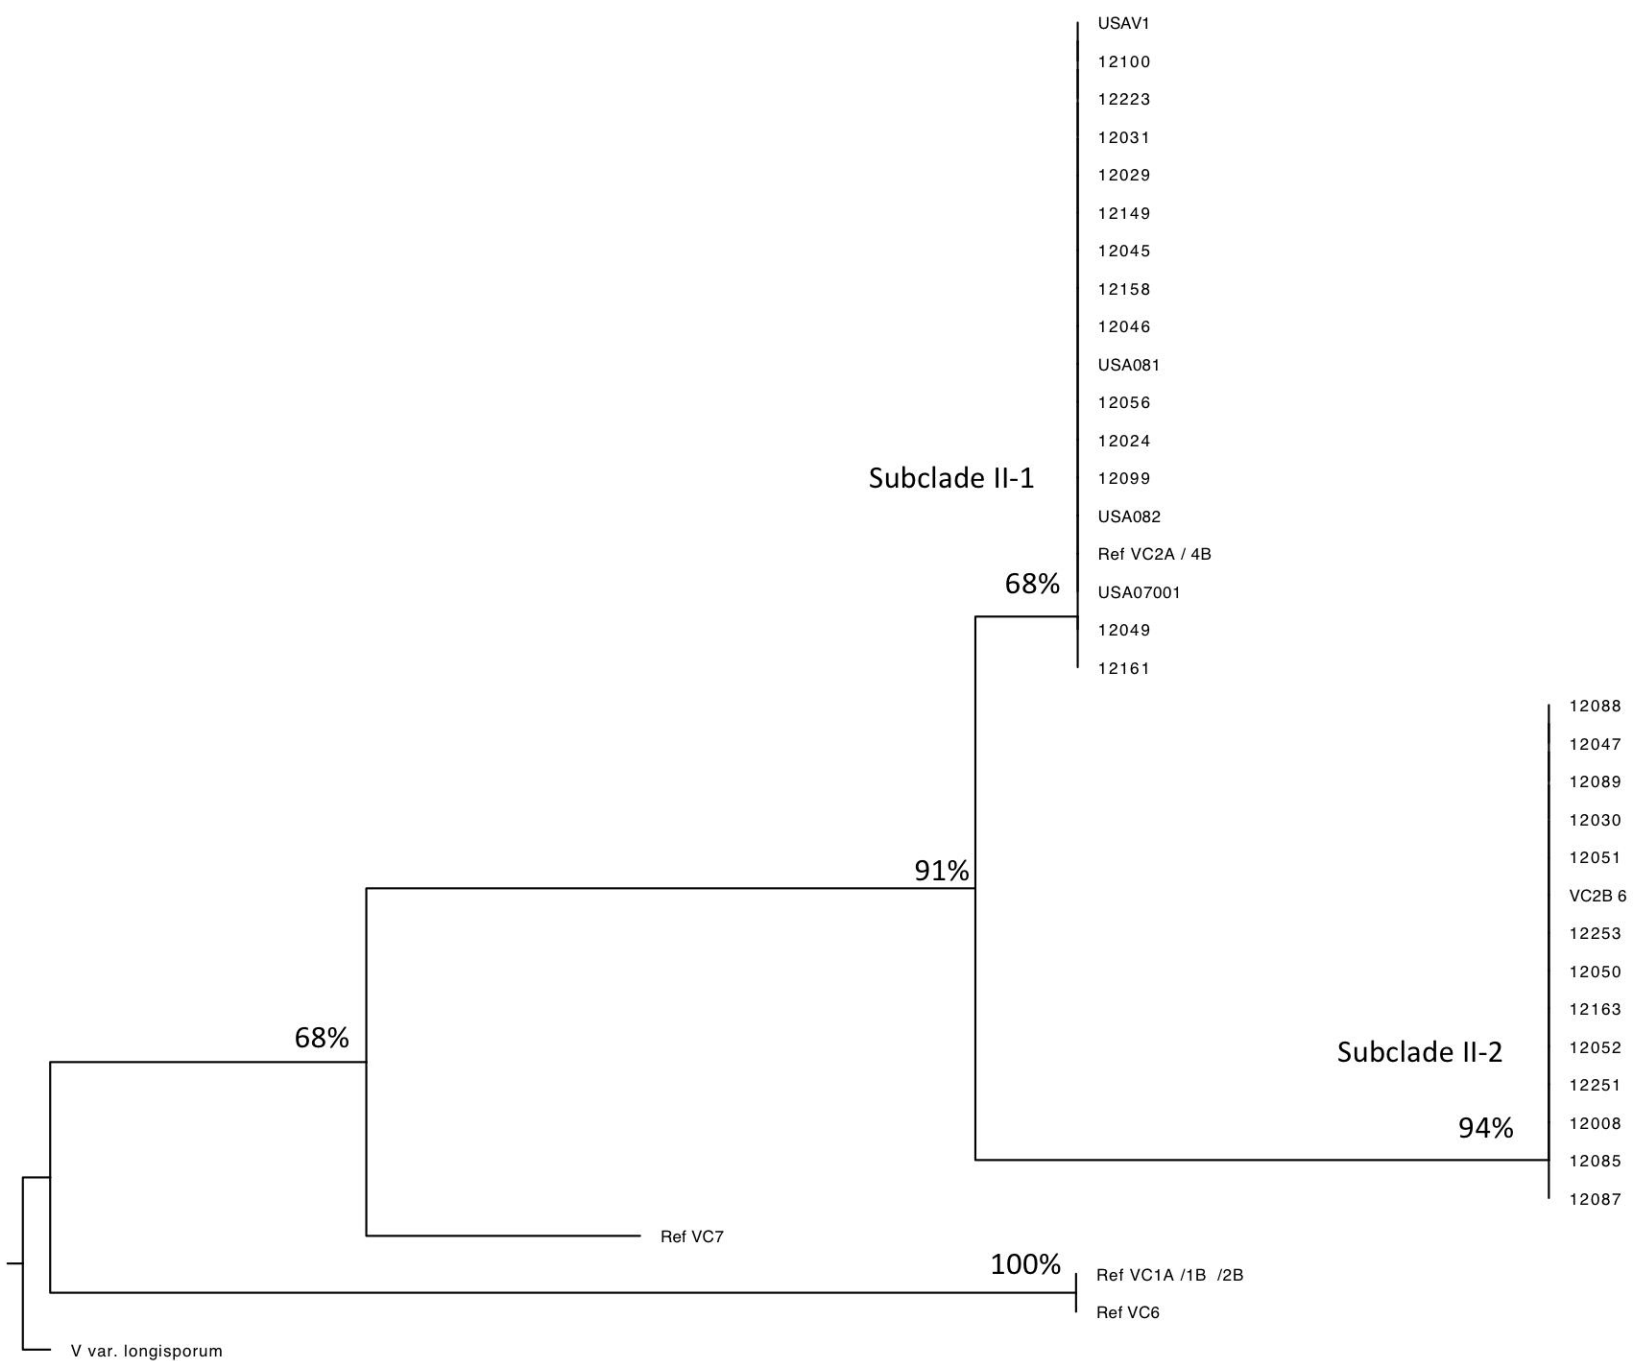 USAV1
12100
12223
12031
12029
12149
12045
12158
12046
USA081
12056
12024
Subclade II-1
12099
USA082
Ref VC2A / 4B
68%
USA07001
12049
12161
12088
12047
12089
12030
12051
91%
VC2B 6
12253
12050
12163
68%
12052
Subclade II-2
12251
12008
94%
12085
12087
Ref VC7
100%
Ref VC1A /1B  /2B
Ref VC6
V var. longisporum